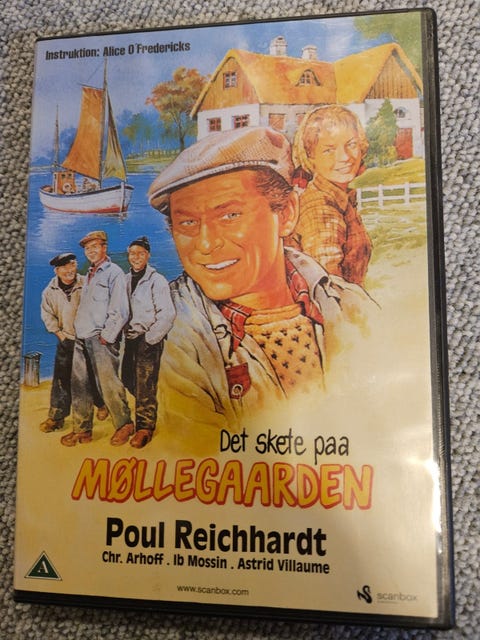 Instruktion: Alice O'Fredericks
Det skete paa
MØLLEGAARDEN
Poul Reichhardt
Chr. Arhoff . Ib Mossin . Astrid Villaume
A
www.scanbox.com
scanbox